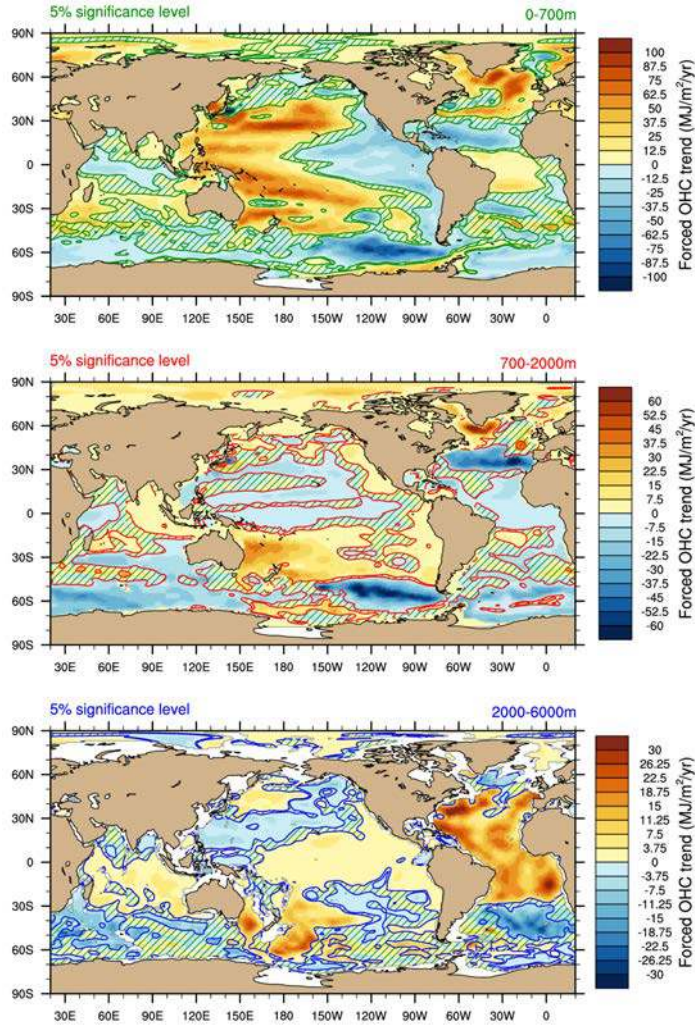 5% significance level 0-700m
90N
60N
30N
0
30S
60S
90S
30E 60E 90E 120E 150E 180 150W 120W 90W 60W 30W 0
100
87.5
75
62.5
50
37.5
25
12.5
0
-12.5
-25
-37.5
-50
-62.5
-75
-87.5
-100
Forced OHC trend (MJ/m²/yr)
5% significance level 700-2000m
90N
60N
30N
0
30S
60S
90S
30E 60E 90E 120E 150E 180 150W 120W 90W 60W 30W 0
60
52.5
45
37.5
30
22.5
15
7.5
0
-7.5
-15
-22.5
-30
-37.5
-45
-52.5
-60
Forced OHC trend (MJ/m²/yr)
5% significance level 2000-6000m
90N
60N
30N
0
30S
60S
90S
30E 60E 90E 120E 150E 180 150W 120W 90W 60W 30W 0
30
26.25
22.5
18.75
15
11.25
7.5
3.75
0
-3.75
-7.5
-11.25
-15
-18.75
-22.5
-26.25
-30
Forced OHC trend (MJ/m²/yr)